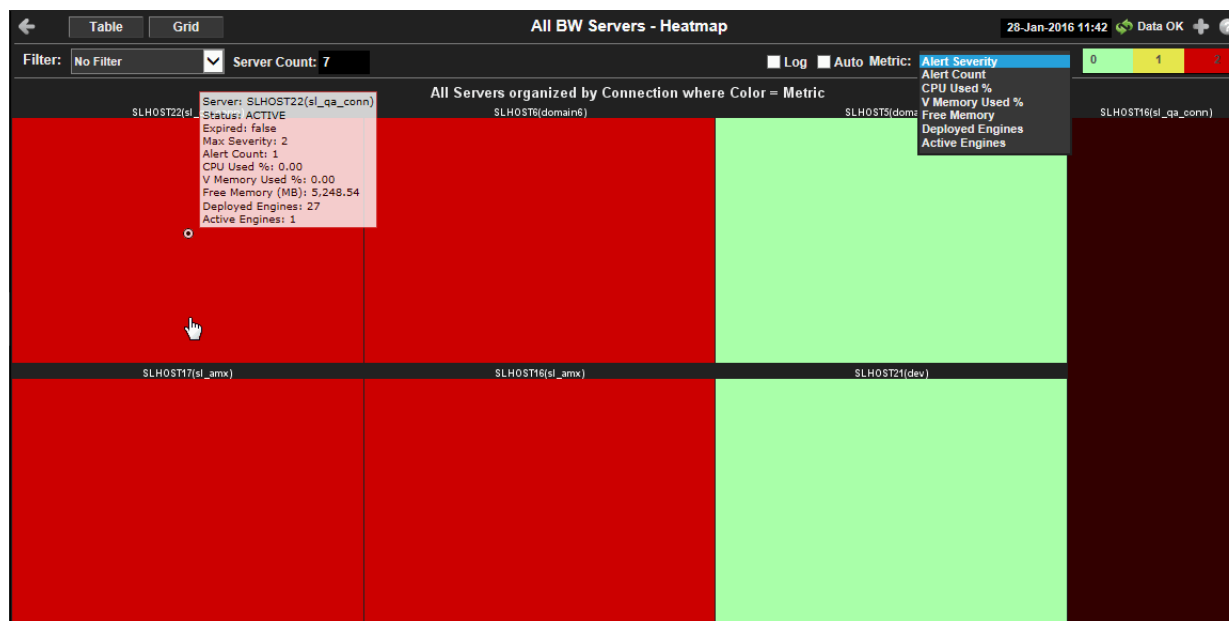 Table Grid All BW Servers - Heatmap 28-Jan-2016 11:42 Data OK
Filter: No Filter Server Count: 7 Log Auto Metric: Alert Severity 0 1 2
Alert Count
CPU Used %
V Memory Used %
Free Memory
Deployed Engines
Active Engines
All Servers organized by Connection where Color = Metric
SLHOST22(sl_ SLHOST6(domain6) SLHOST5(doma SLHOST16(sl_qa_conn)
Server: SLHOST22(sl_qa_conn)
Status: ACTIVE
Expired: false
Max Severity: 2
Alert Count: 1
CPU Used %: 0.00
V Memory Used %: 0.00
Free Memory (MB): 5,248.54
Deployed Engines: 27
Active Engines: 1
SLHOST17(sl_amx) SLHOST16(sl_amx) SLHOST21(dev)